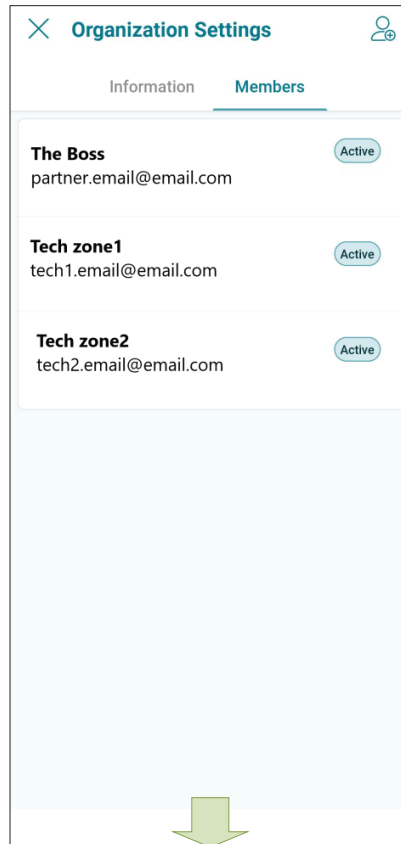 Organization Settings
Information Members
The Boss Active
partner.email@email.com
Tech zone1 Active
tech1.email@email.com
Tech zone2 Active
tech2.email@email.com